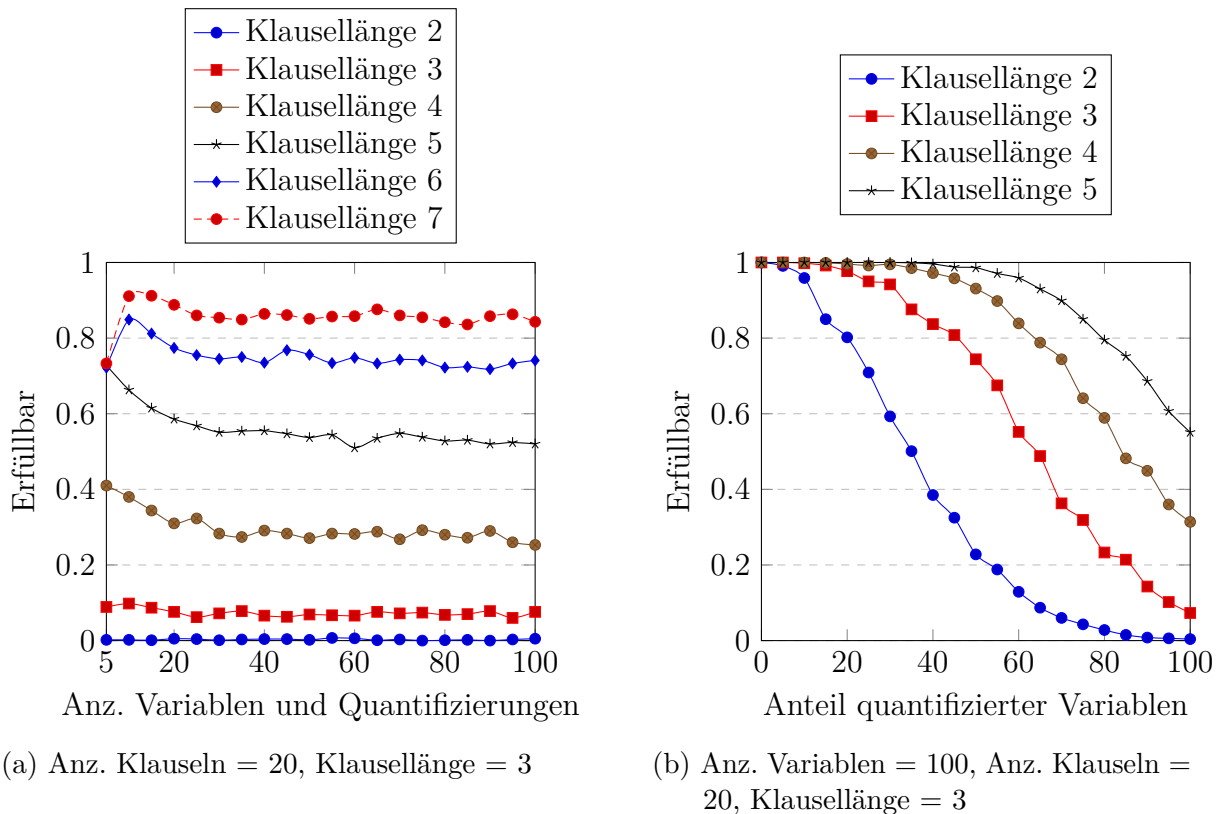 Klausellänge 2
Klausellänge 3
Klausellänge 4
Klausellänge 5
Klausellänge 6
Klausellänge 7
1
0.8
0.6
0.4
0.2
0
5
20
40
60
80
100
Erfüllbar
Anz. Variablen und Quantifizierungen
(a) Anz. Klauseln = 20, Klausellänge = 3
Klausellänge 2
Klausellänge 3
Klausellänge 4
Klausellänge 5
1
0.8
0.6
0.4
0.2
0
0
20
40
60
80
100
Erfüllbar
Anteil quantifizierter Variablen
(b) Anz. Variablen = 100, Anz. Klauseln =
20, Klausellänge = 3